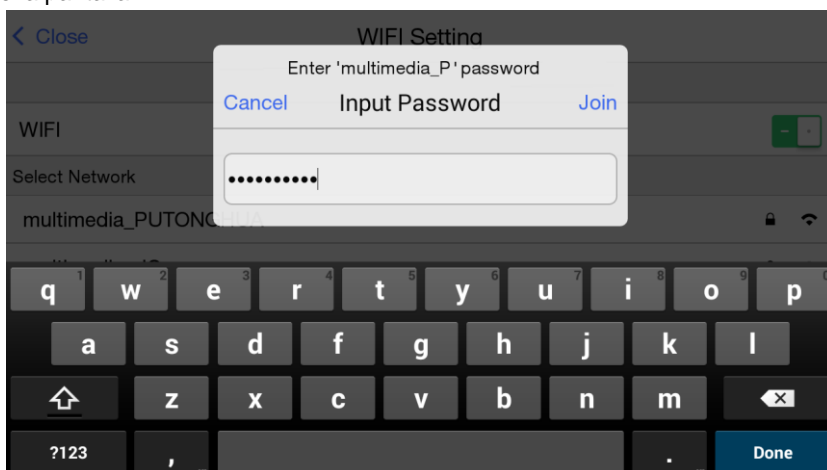 Close
WIFI Setting
Enter 'multimedia_P' password
Cancel
Input Password
Join
WIFI
Select Network
multimedia_PUTONGHUA
q 1 w 2 e 3 r 4 t 5 y 6 u 7 i 8 o 9 p 0
a s d f g h j k l
z x c v b n m
?123 , . Done